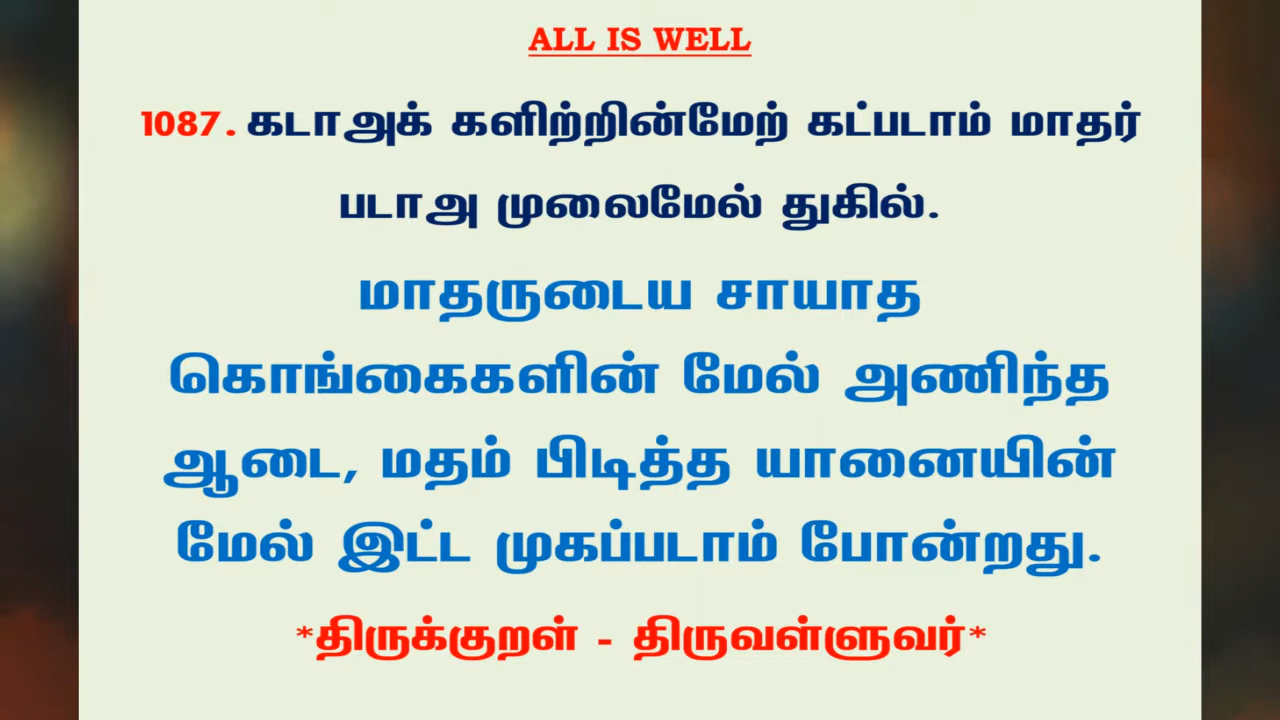 ALL IS WELL
1087. கடாஅக் களிற்றின்மேற் கட்படாம் மாதர்
படாஅ முலைமேல் துகில்.
மாதருடைய சாயாத
கொங்கைகளின் மேல் அணிந்த
ஆடை, மதம் பிடித்த யானையின்
மேல் இட்ட முகப்படாம் போன்றது.
*திருக்குறள் - திருவள்ளுவர்*